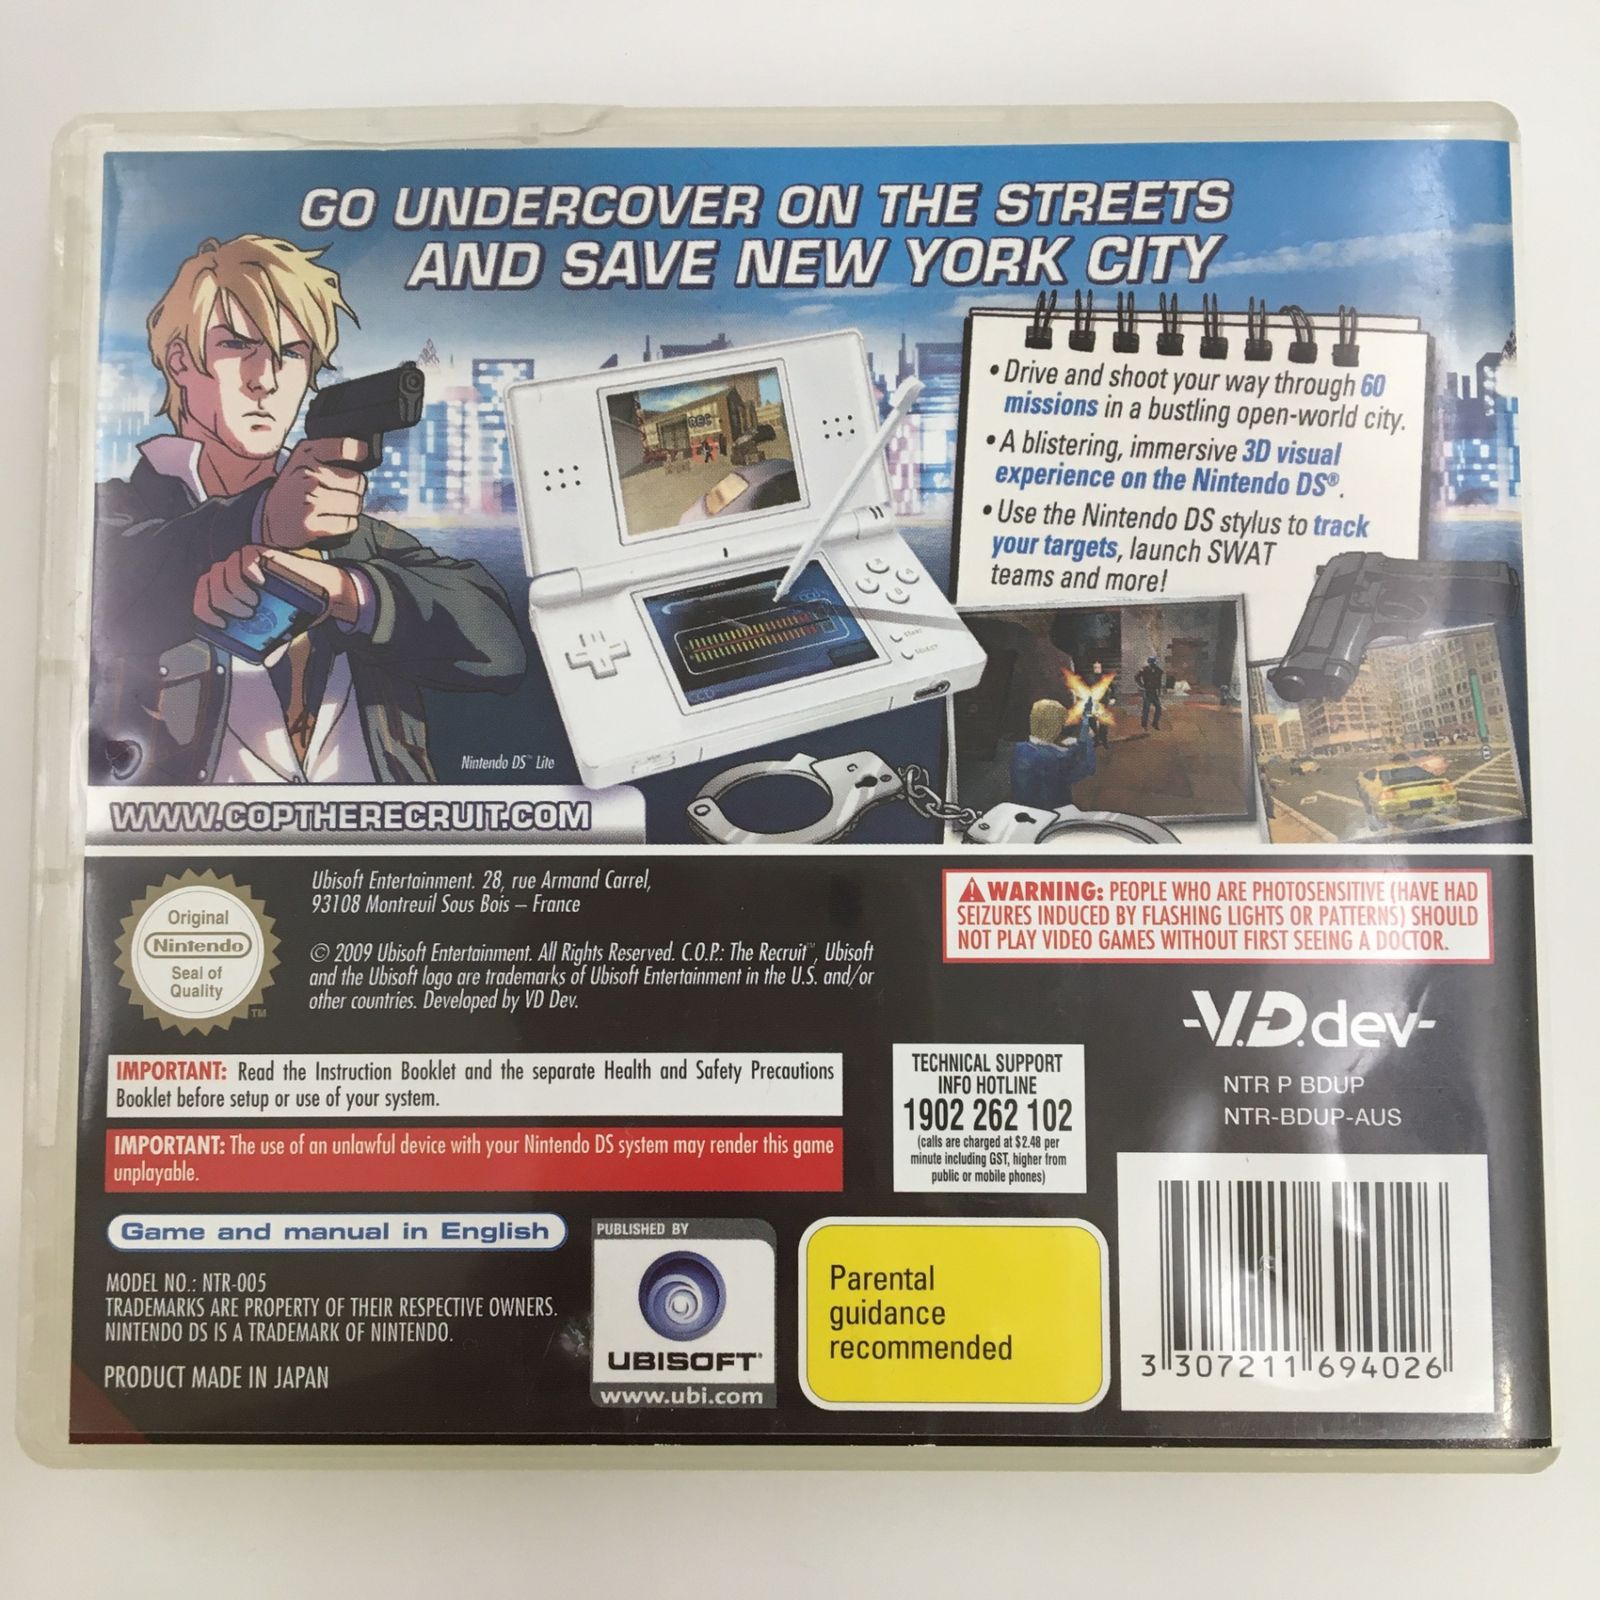 GO UNDERCOVER ON THE STREETS
AND SAVE NEW YORK CITY
• Drive and shoot your way through 60
missions in a bustling open-world city.
• A blistering, immersive 3D visual
experience on the Nintendo DS®.
• Use the Nintendo DS stylus to track
your targets, launch SWAT
teams and more!
REC
Start
SELECT
Nintendo DS™ Lite
WWW.COPTHERECRUIT.COM
Original
Nintendo
Seal of
Quality
TM
Ubisoft Entertainment. 28, rue Armand Carrel,
93108 Montreuil Sous Bois – France
© 2009 Ubisoft Entertainment. All Rights Reserved. C.O.P.: The Recruit™, Ubisoft
and the Ubisoft logo are trademarks of Ubisoft Entertainment in the U.S. and/or
other countries. Developed by VD Dev.
WARNING: PEOPLE WHO ARE PHOTOSENSITIVE (HAVE HAD
SEIZURES INDUCED BY FLASHING LIGHTS OR PATTERNS) SHOULD
NOT PLAY VIDEO GAMES WITHOUT FIRST SEEING A DOCTOR.
-V.D.dev-
NTR P BDUP
NTR-BDUP-AUS
IMPORTANT: Read the Instruction Booklet and the separate Health and Safety Precautions
Booklet before setup or use of your system.
IMPORTANT: The use of an unlawful device with your Nintendo DS system may render this game
unplayable.
TECHNICAL SUPPORT
INFO HOTLINE
1902 262 102
(calls are charged at $2.48 per
minute including GST, higher from
public or mobile phones)
Game and manual in English
MODEL NO.: NTR-005
TRADEMARKS ARE PROPERTY OF THEIR RESPECTIVE OWNERS.
NINTENDO DS IS A TRADEMARK OF NINTENDO.
PRODUCT MADE IN JAPAN
PUBLISHED BY
UBISOFT
www.ubi.com
Parental
guidance
recommended
3 307211 694026